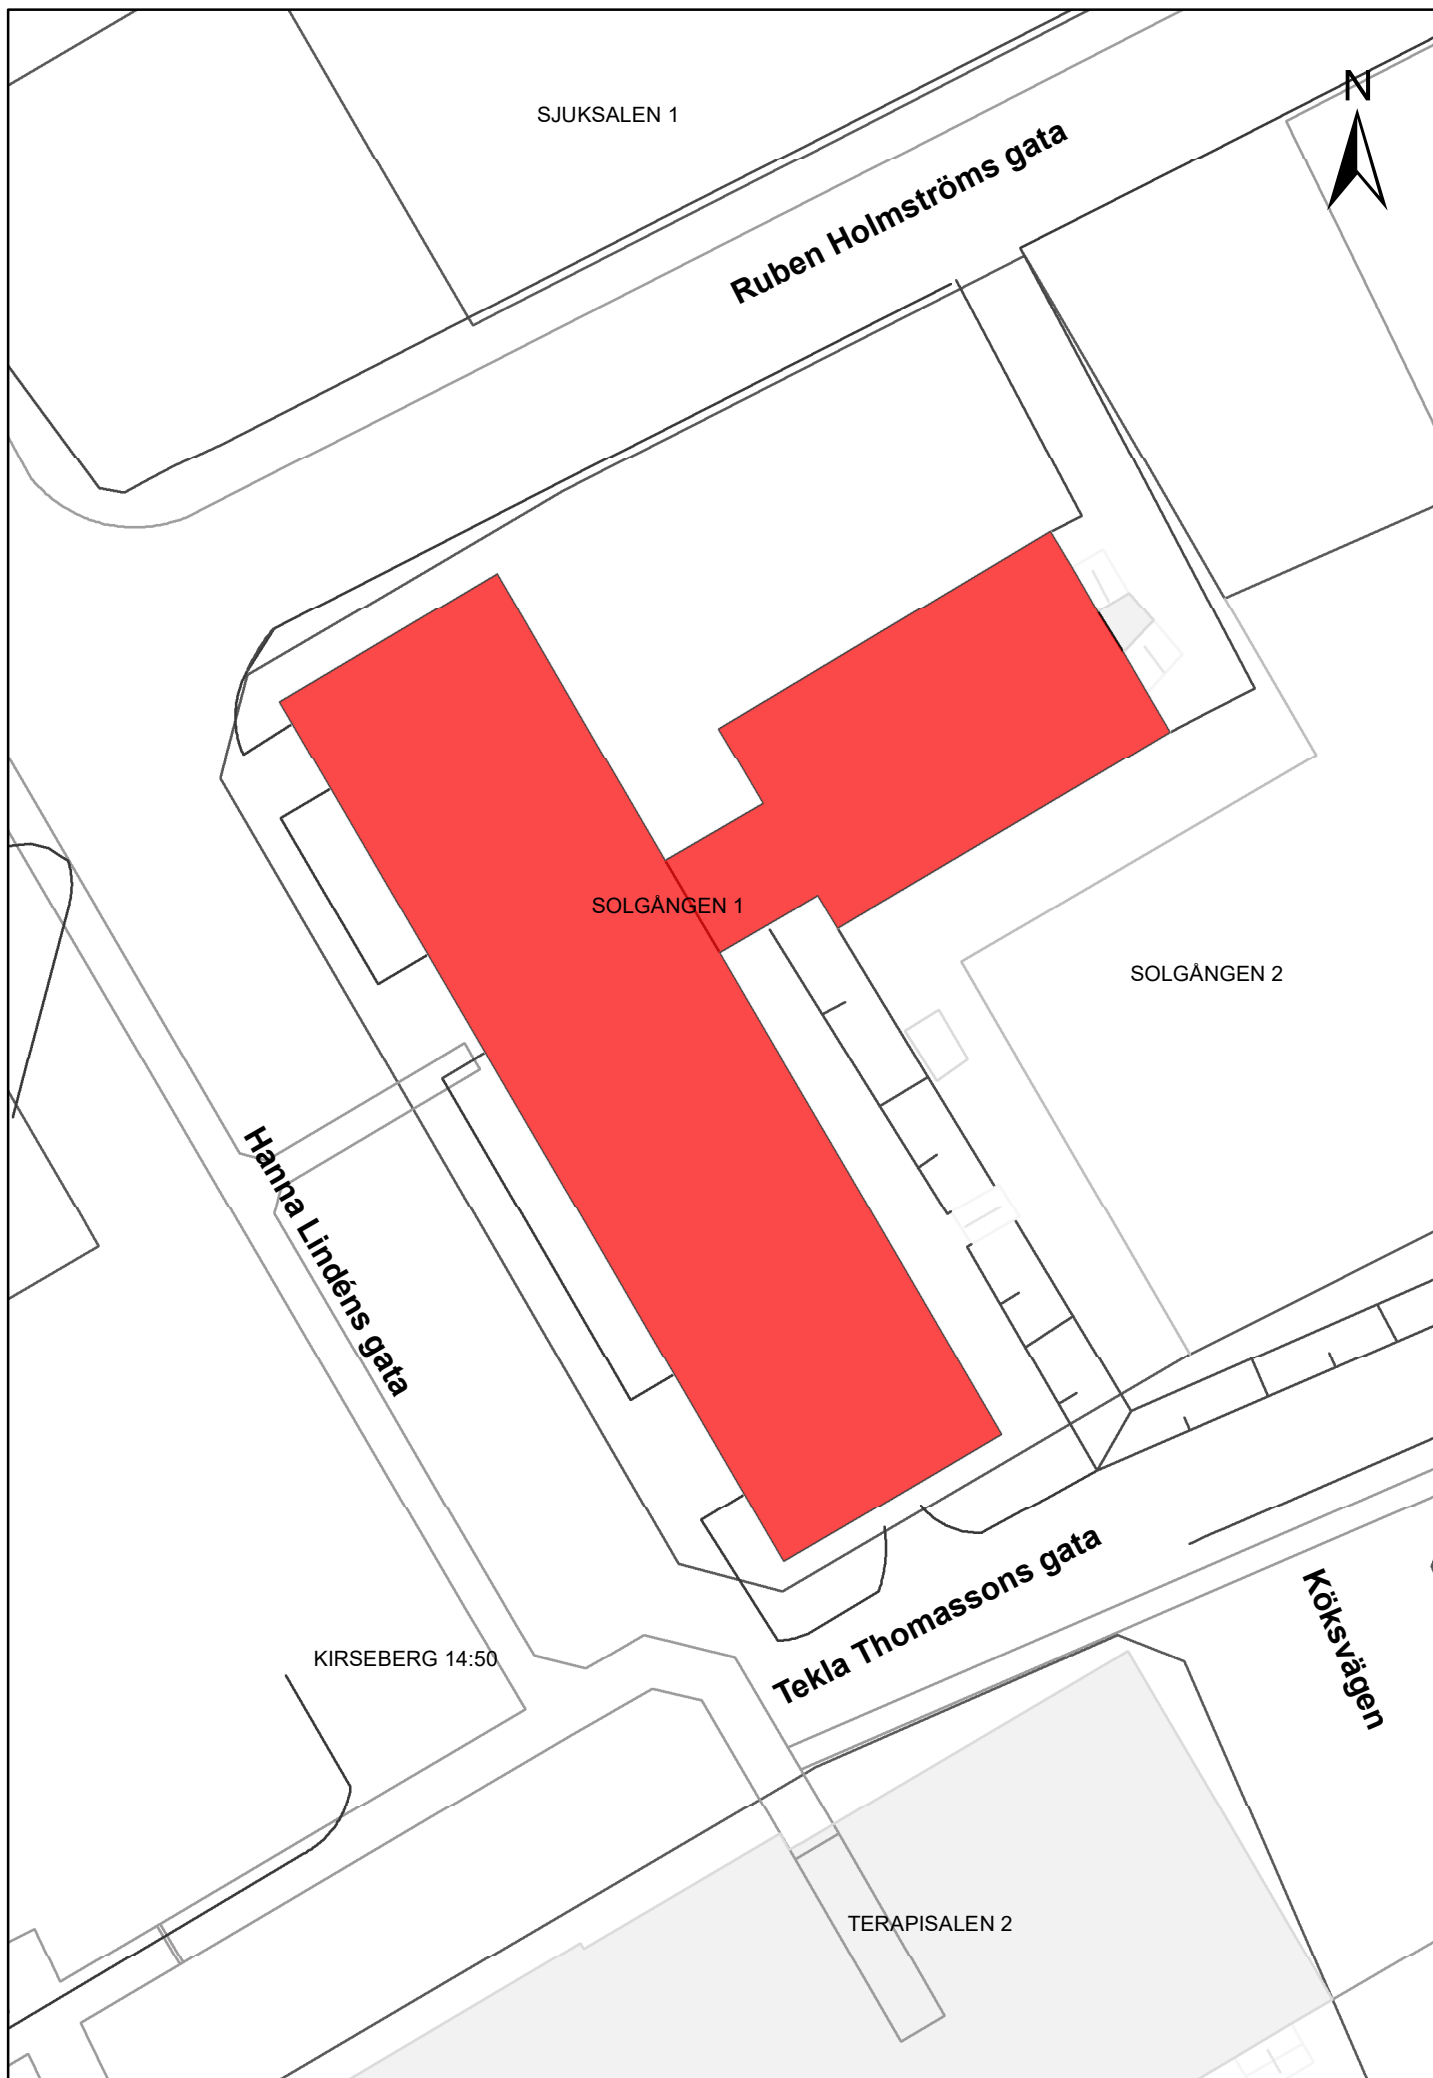 N
SJUKSALEN 1
Ruben Holmströms gata
SOLGÅNGEN 1
SOLGÅNGEN 2
Hanna Lindéns gata
Tekla Thomassons gata
Köksvägen
KIRSEBERG 14:50
TERAPISALEN 2